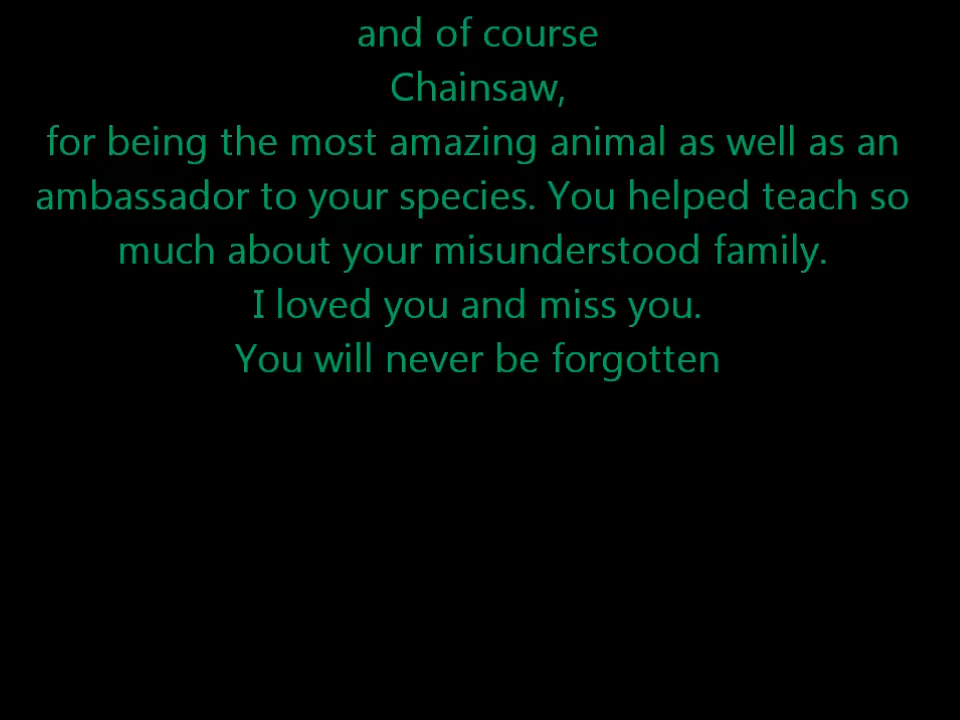 and of course
Chainsaw,
for being the most amazing animal as well as an
ambassador to your species. You helped teach so
much about your misunderstood family.
I loved you and miss you.
You will never be forgotten